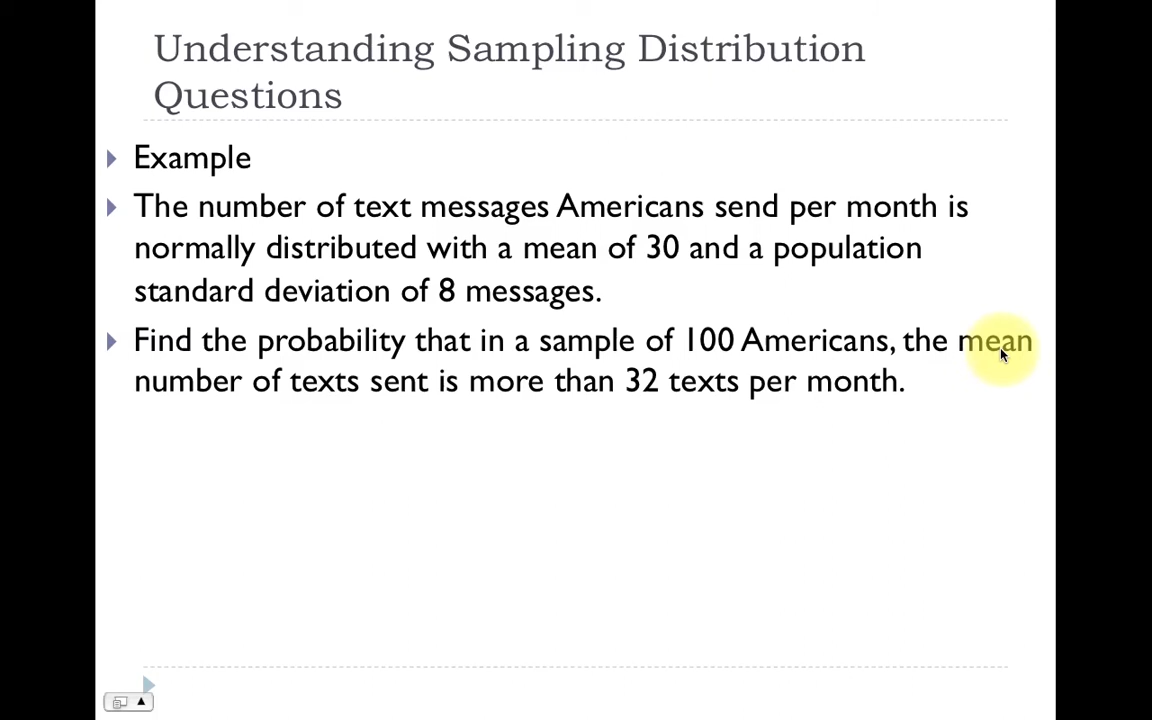 Understanding Sampling Distribution
Questions
Example
The number of text messages Americans send per month is
normally distributed with a mean of 30 and a population
standard deviation of 8 messages.
Find the probability that in a sample of 100 Americans, the mean
number of texts sent is more than 32 texts per month.